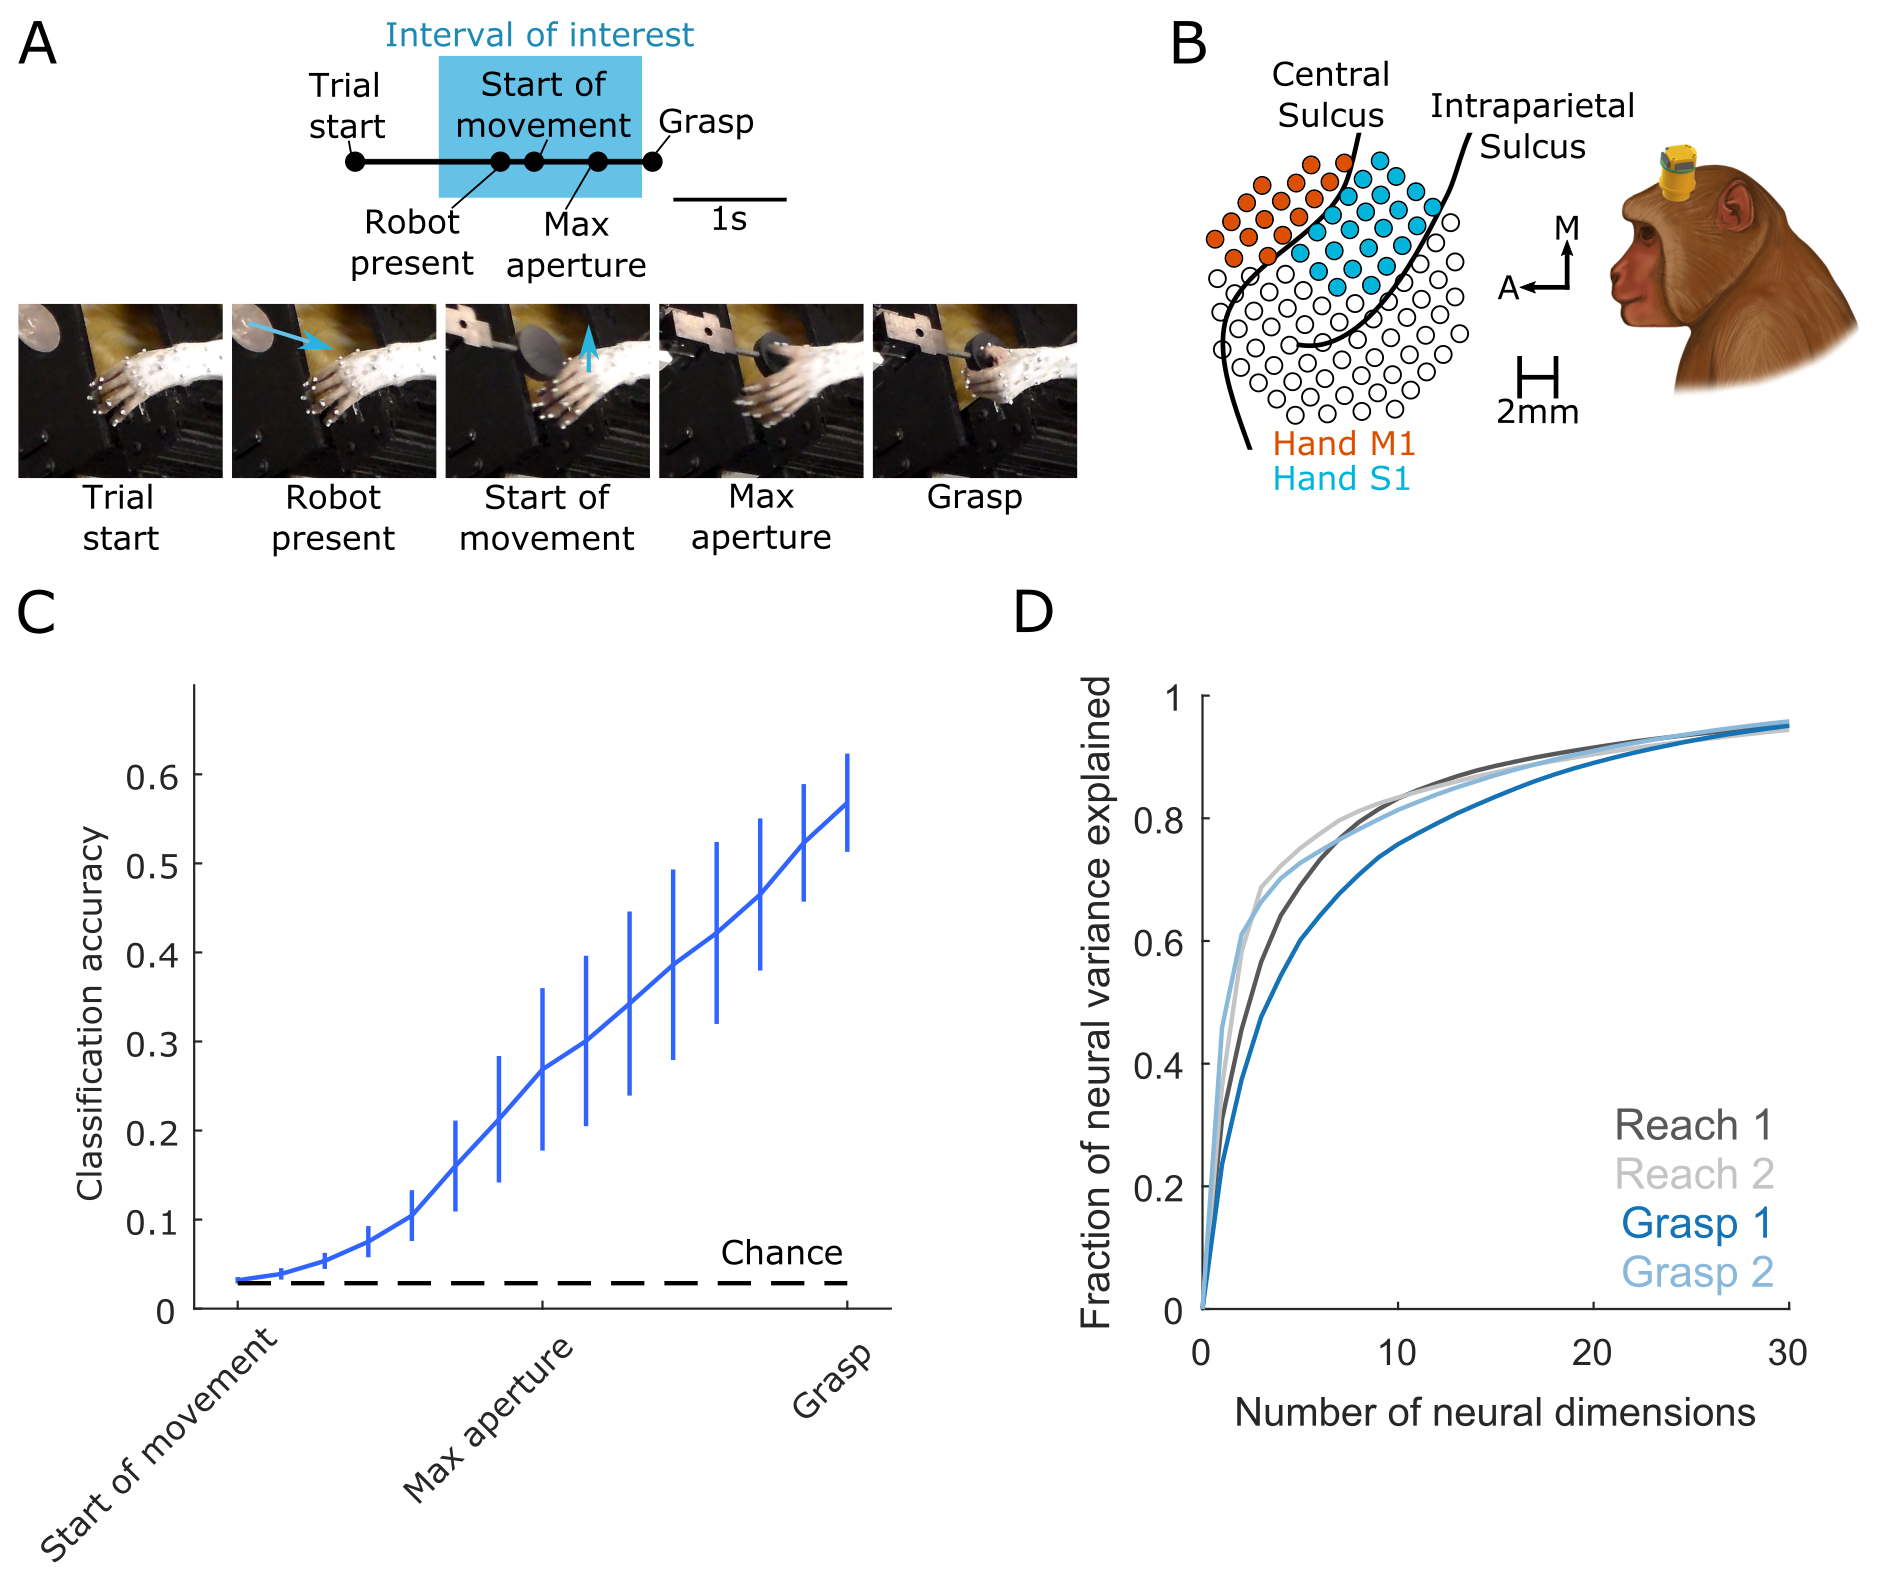 A
Interval of interest
Trial
start
Start of
movement
Grasp
Robot
present
Max
aperture
1s
Trial
start
Robot
present
Start of
movement
Max
aperture
Grasp
B
Central
Sulcus
Intraparietal
Sulcus
M
A
2mm
Hand M1
Hand S1
C
Classification accuracy
0.6
0.5
0.4
0.3
0.2
0.1
0
Chance
Start of movement
Max aperture
Grasp
D
Fraction of neural variance explained
1
0.8
0.6
0.4
0.2
0
Reach 1
Reach 2
Grasp 1
Grasp 2
0
10
20
30
Number of neural dimensions